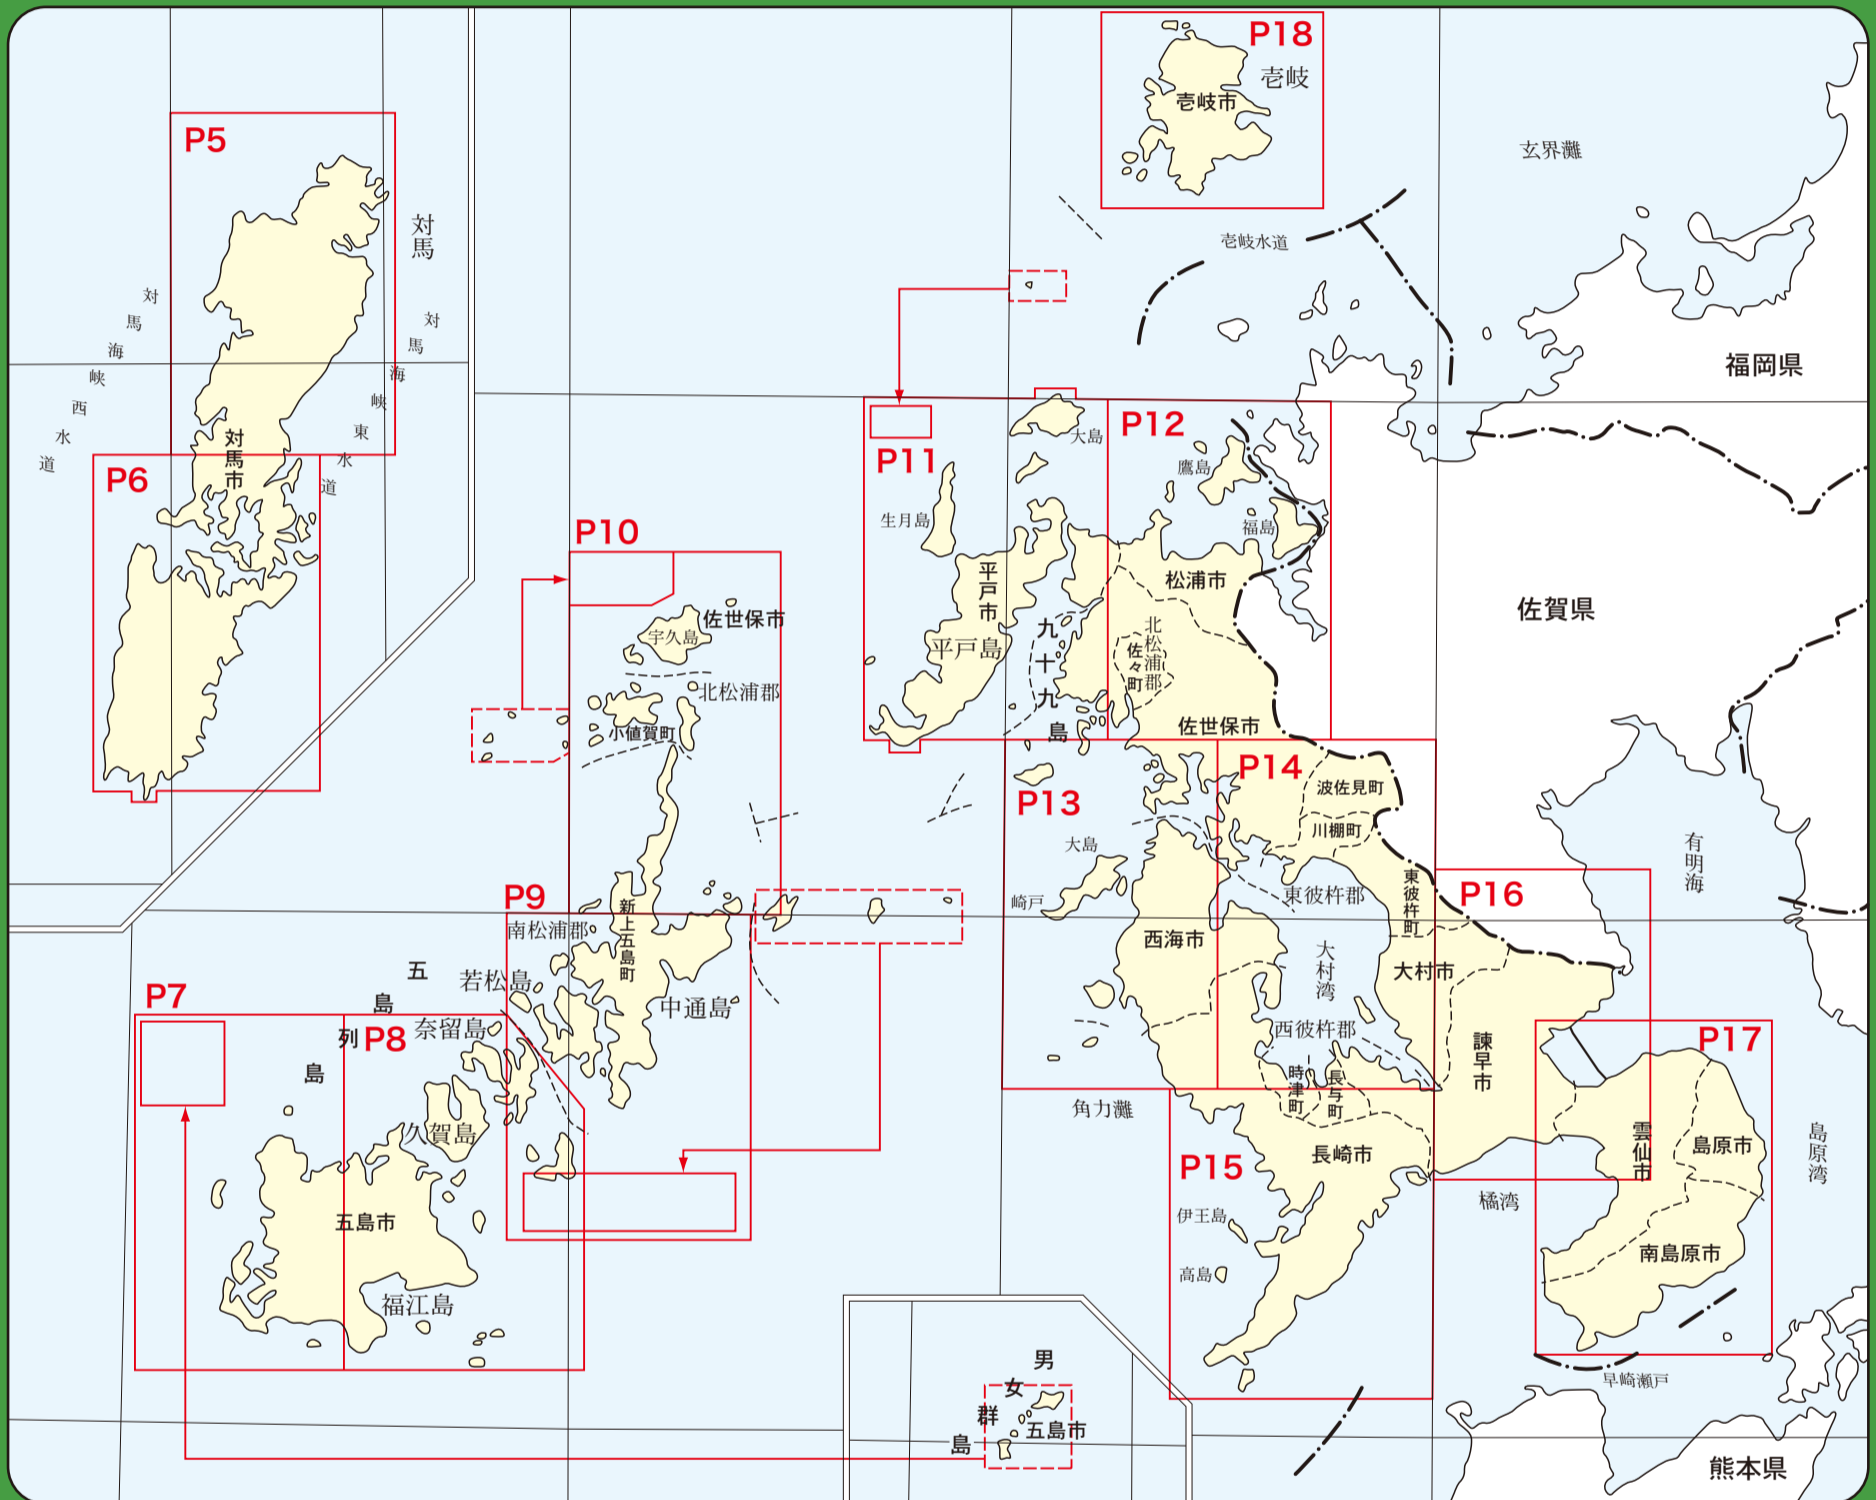 P18
壱岐
壱岐市
玄界灘
P5
対馬
壱岐水道
対馬海峡西水道
対馬海峡東水道
福岡県
対馬市
P6
P12
大島
P11
鷹島
生月島
福島
P10
平戸市
松浦市
佐賀県
佐世保市
宇久島
九十九島
北松浦郡
佐々町
平戸島
北松浦郡
小値賀町
佐世保市
P14
波佐見町
P13
川棚町
大島
有明海
東彼杵郡
東彼杵町
P16
P9
崎戸
新上五島町
南松浦郡
西海市
大村湾
大村市
五島列島
若松島
中通島
P7
奈留島
P8
西彼杵郡
諫早市
P17
時津町
長与町
角力灘
久賀島
雲仙市
島原市
島原湾
長崎市
P15
橘湾
五島市
伊王島
南島原市
高島
福江島
男女群島
早崎瀬戸
五島市
熊本県